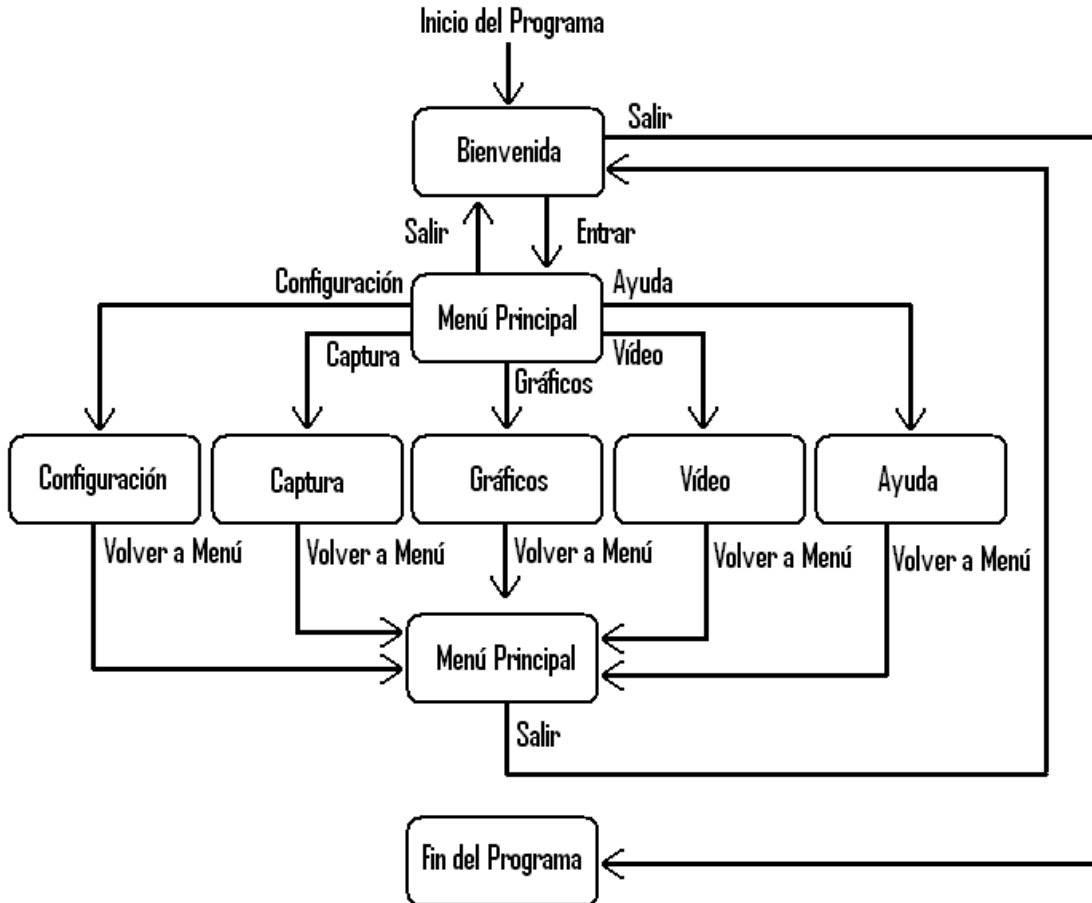 Inicio del Programa
Salir
Bienvenida
Salir
Entrar
Configuración
Ayuda
Menú Principal
Captura
Vídeo
Gráficos
Configuración
Captura
Gráficos
Vídeo
Ayuda
Volver a Menú
Volver a Menú
Volver a Menú
Volver a Menú
Volver a Menú
Menú Principal
Salir
Fin del Programa